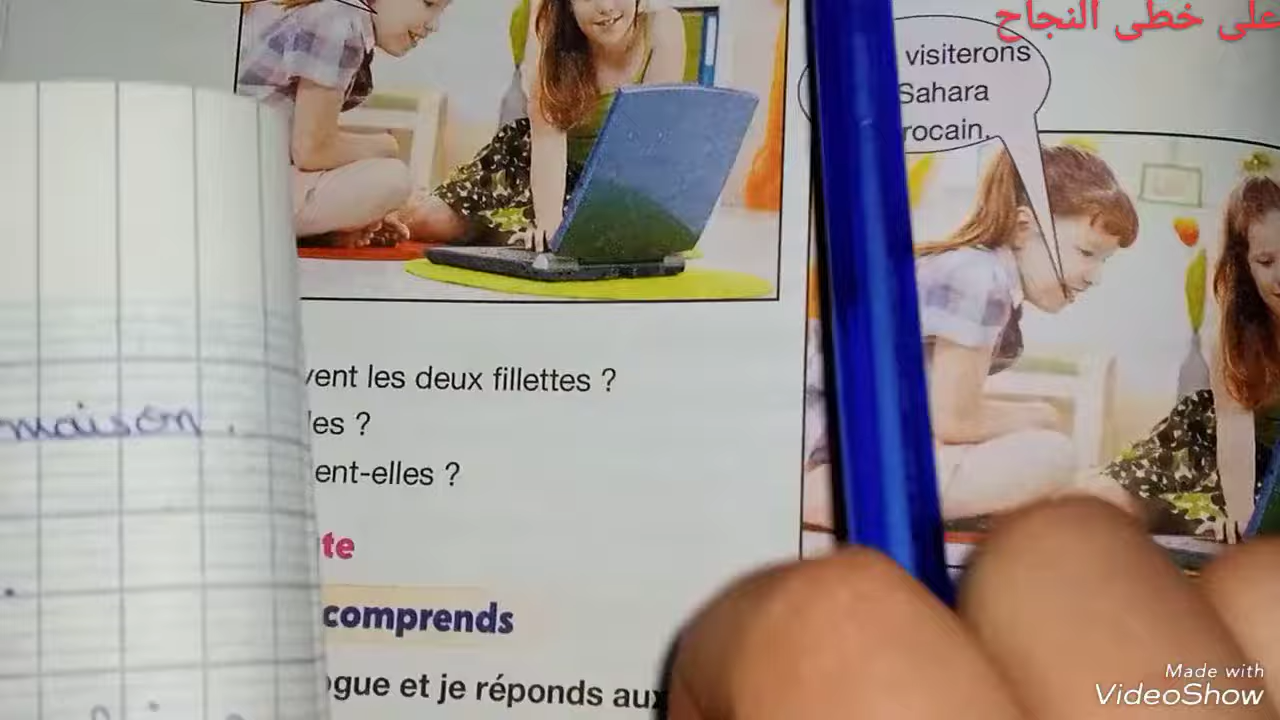 على خطى النجاح
visiterons
Sahara
rocain.
vent les deux fillettes ?
les ?
ent-elles ?
te
comprends
gue et je réponds aux
maison.
Made with
VideoShow